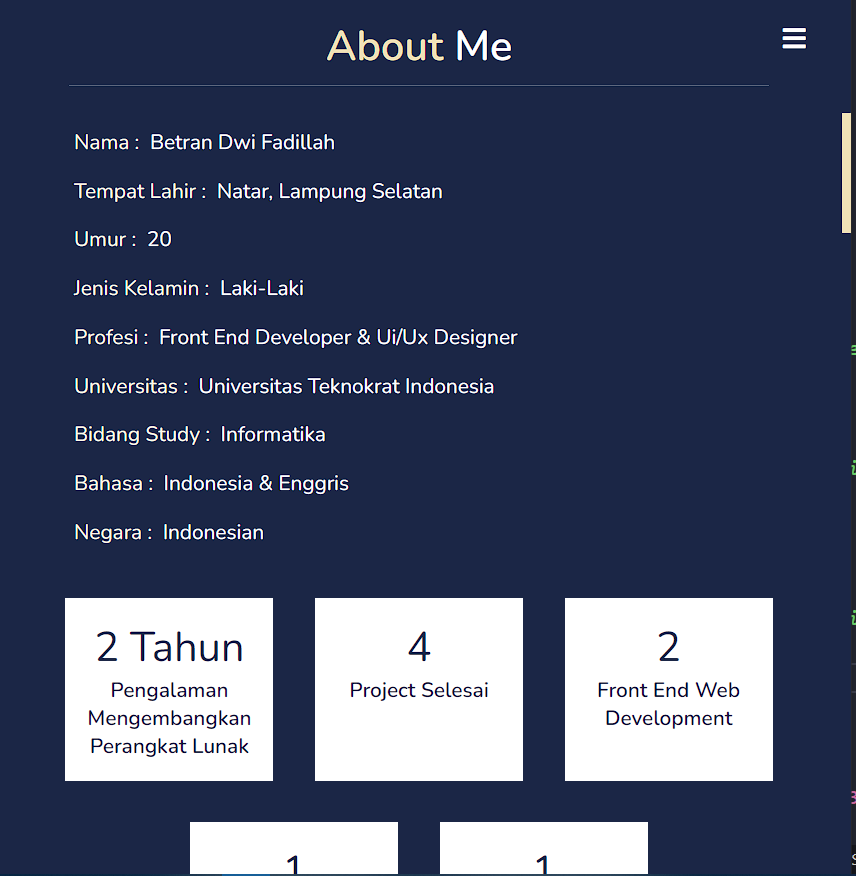 About Me
Nama : Betran Dwi Fadillah
Tempat Lahir : Natar, Lampung Selatan
Umur : 20
Jenis Kelamin : Laki-Laki
Profesi : Front End Developer & Ui/Ux Designer
Universitas : Universitas Teknokrat Indonesia
Bidang Study : Informatika
Bahasa : Indonesia & Enggris
Negara : Indonesian
2 Tahun
Pengalaman
Mengembangkan
Perangkat Lunak
4
Project Selesai
2
Front End Web
Development
1
1